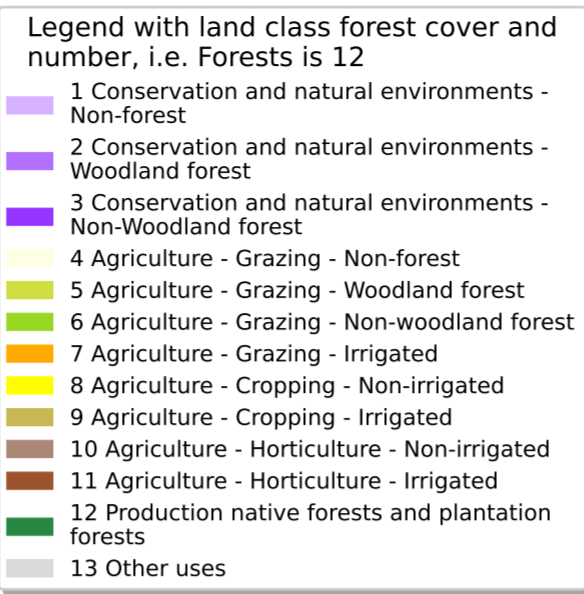 Legend with land class forest cover and
number, i.e. Forests is 12
1 Conservation and natural environments -
Non-forest
2 Conservation and natural environments -
Woodland forest
3 Conservation and natural environments -
Non-Woodland forest
4 Agriculture - Grazing - Non-forest
5 Agriculture - Grazing - Woodland forest
6 Agriculture - Grazing - Non-woodland forest
7 Agriculture - Grazing - Irrigated
8 Agriculture - Cropping - Non-irrigated
9 Agriculture - Cropping - Irrigated
10 Agriculture - Horticulture - Non-irrigated
11 Agriculture - Horticulture - Irrigated
12 Production native forests and plantation
forests
13 Other uses